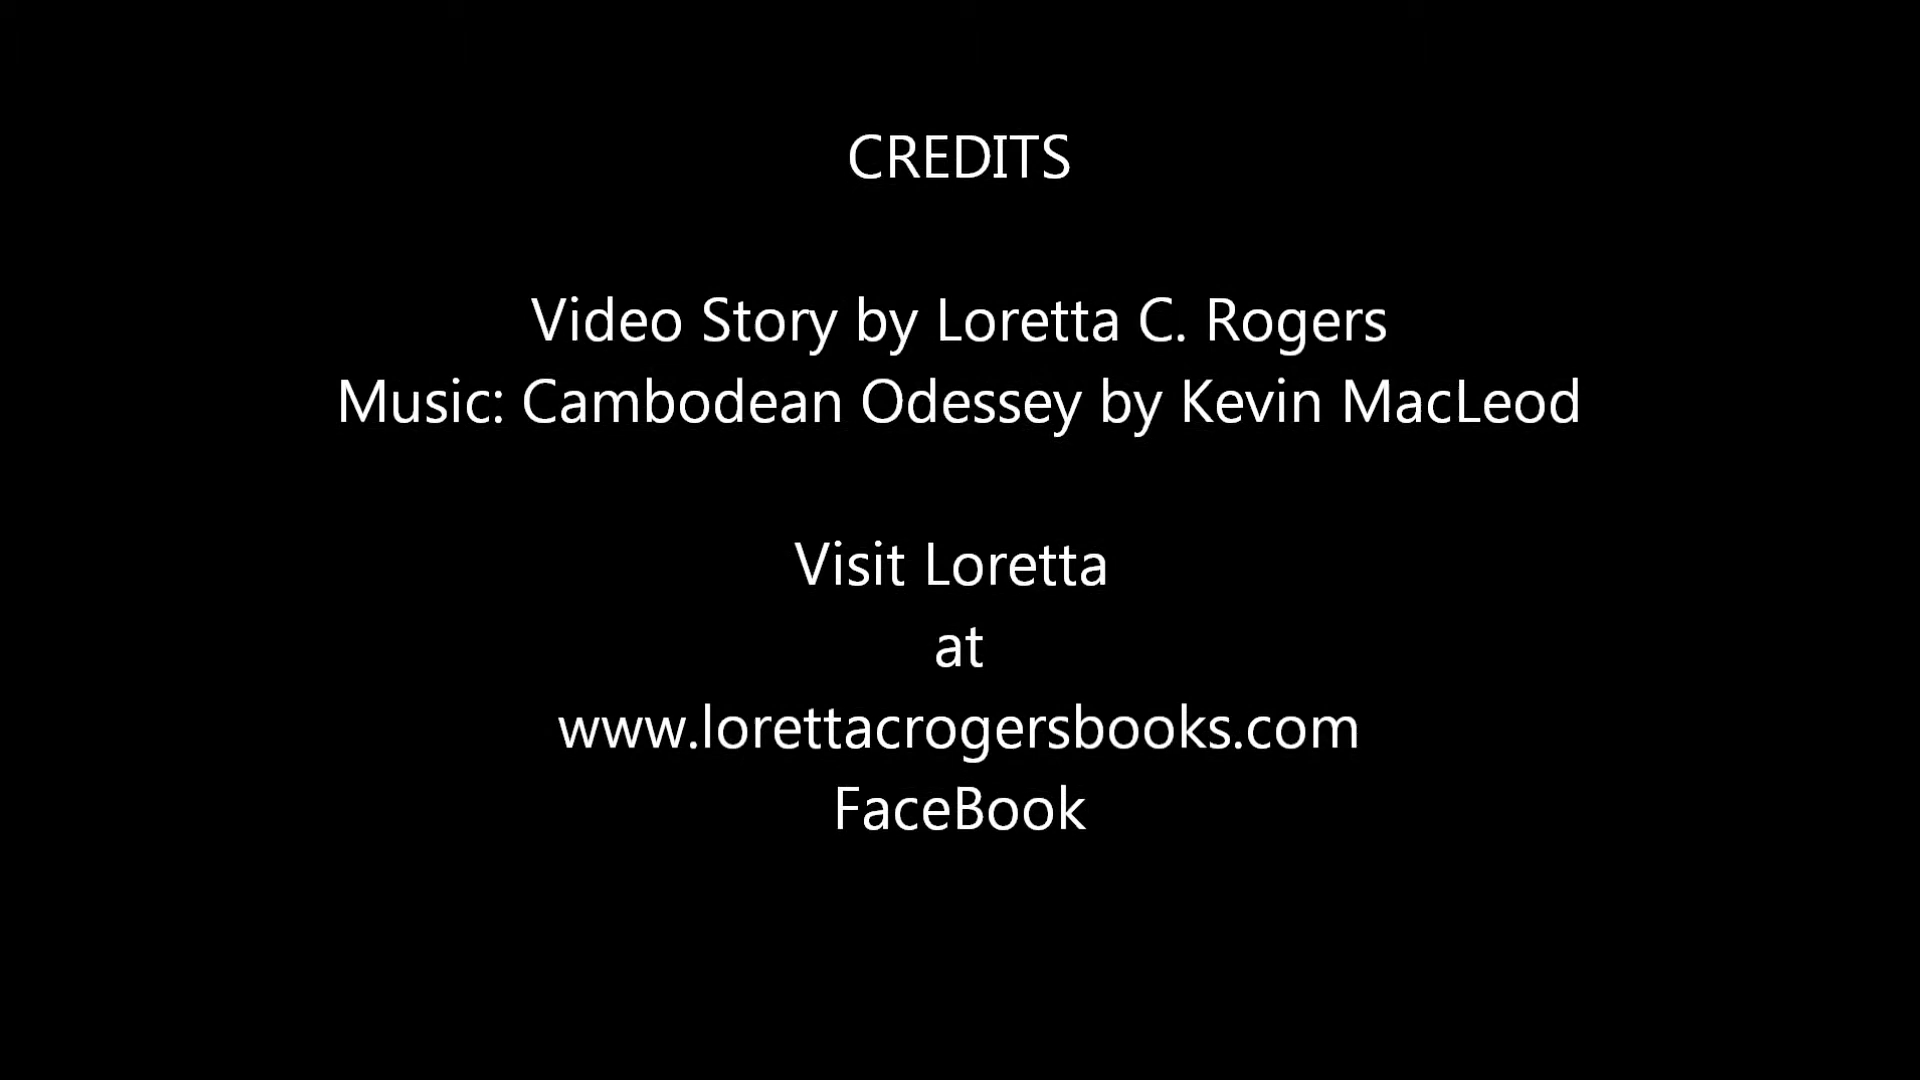 CREDITS
Video Story by Loretta C. Rogers
Music: Cambodean Odessey by Kevin MacLeod
Visit Loretta
at
www.lorettacrogersbooks.com
FaceBook